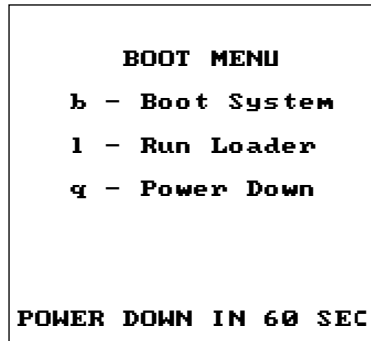 BOOT MENU
b - Boot System
l - Run Loader
q - Power Down
POWER DOWN IN 60 SEC